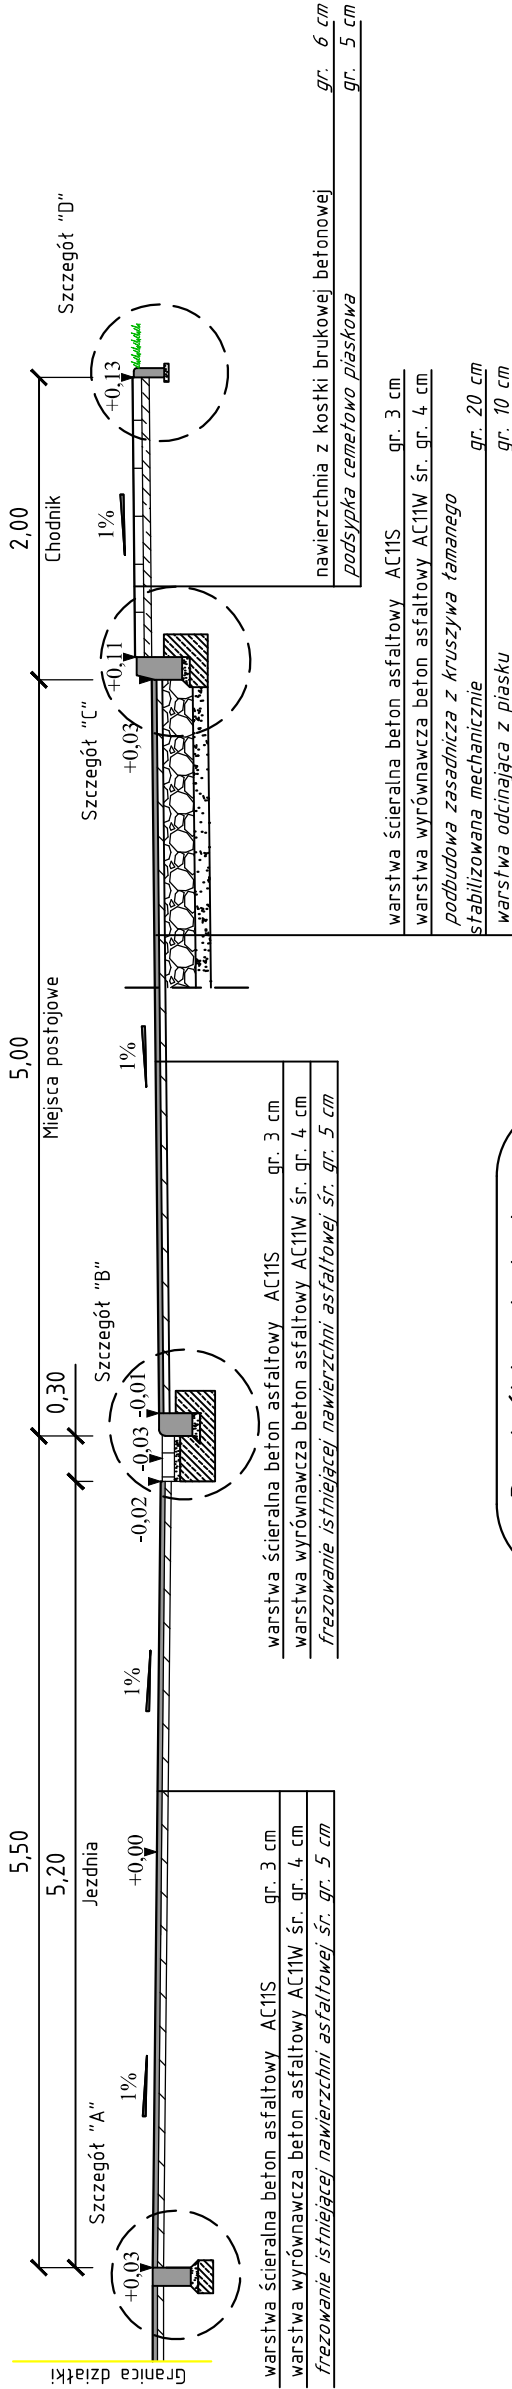 Granica działki
5,50
5,20
0,30
5,00
2,00
Jezdnia
Miejsca postojowe
Chodnik
Szczegół "A"
Szczegół "B"
Szczegół "C"
Szczegół "D"
+0,03
1%
+0,00
1%
-0,02
-0,03
-0,01
1%
+0,03
+0,11
1%
+0,13
warstwa ścieralna beton asfaltowy AC11S gr. 3 cm
warstwa wyrównawcza beton asfaltowy AC11W śr. gr. 4 cm
frezowanie istniejącej nawierzchni asfaltowej śr. gr. 5 cm
warstwa ścieralna beton asfaltowy AC11S gr. 3 cm
warstwa wyrównawcza beton asfaltowy AC11W śr. gr. 4 cm
frezowanie istniejącej nawierzchni asfaltowej śr. gr. 5 cm
warstwa ścieralna beton asfaltowy AC11S gr. 3 cm
warstwa wyrównawcza beton asfaltowy AC11W śr. gr. 4 cm
podbudowa zasadnicza z kruszywa łamanego
stabilizowana mechanicznie gr. 20 cm
warstwa odcinająca z piasku gr. 10 cm
nawierzchnia z kostki brukowej betonowej gr. 6 cm
podsypka cemetowo piaskowa gr. 5 cm